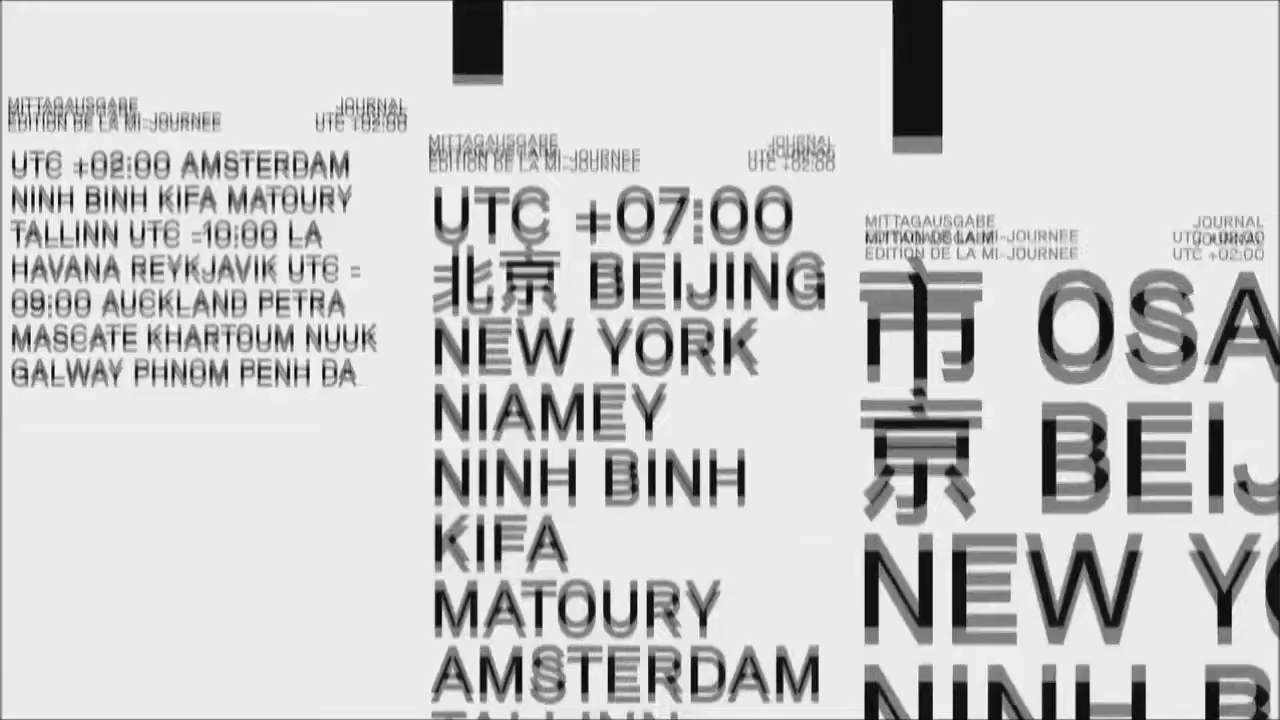 MITTAGAUSGABE
EDITION DE LA MI-JOURNEE
JOURNAL
UTC +02:00
UTC +02:00 AMSTERDAM
NINH BINH KIFA MATOURY
TALLINN UTC -10:00 LA
HAVANA REYKJAVIK UTC -
09:00 AUCKLAND PETRA
MASCATE KHARTOUM NUUK
GALWAY PHNOM PENH DA
MITTAGAUSGABE
EDITION DE LA MI-JOURNEE
JOURNAL
UTC +02:00
UTC +07:00
北京 BEIJING
NEW YORK
NIAMEY
NINH BINH
KIFA
MATOURY
AMSTERDAM
TALLINN
MITTAGAUSGABE
EDITION DE LA MI-JOURNEE
JOURNAL
UTC +02:00
市 OSA
京 BEIJ
NEW YO
NINH B